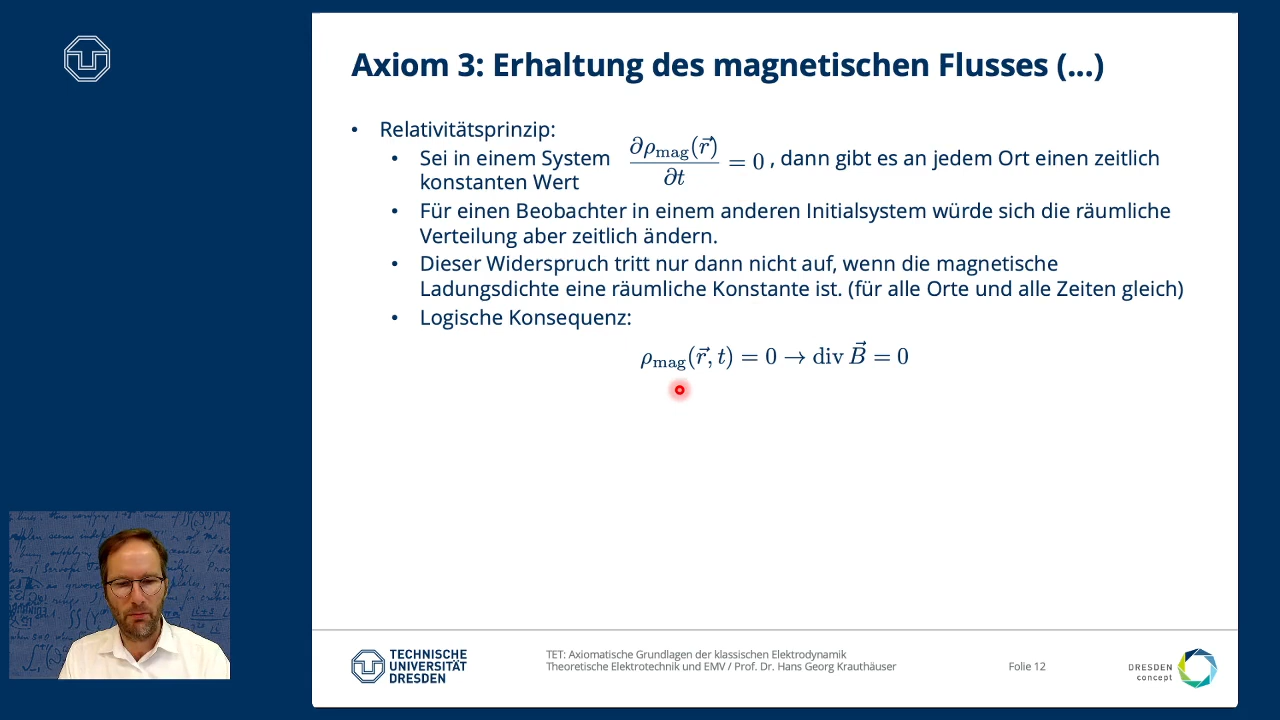 Axiom 3: Erhaltung des magnetischen Flusses (...)
• Relativitätsprinzip:
• Sei in einem System ∂ρ_mag(r⃗)/∂t = 0 , dann gibt es an jedem Ort einen zeitlich
konstanten Wert
• Für einen Beobachter in einem anderen Initialsystem würde sich die räumliche
Verteilung aber zeitlich ändern.
• Dieser Widerspruch tritt nur dann nicht auf, wenn die magnetische
Ladungsdichte eine räumliche Konstante ist. (für alle Orte und alle Zeiten gleich)
• Logische Konsequenz:
ρ_mag(r⃗, t) = 0 → div B⃗ = 0
TECHNISCHE
UNIVERSITÄT
DRESDEN
TET: Axiomatische Grundlagen der klassischen Elektrodynamik
Theoretische Elektrotechnik und EMV / Prof. Dr. Hans Georg Krauthäuser
Folie 12
DRESDEN
concept